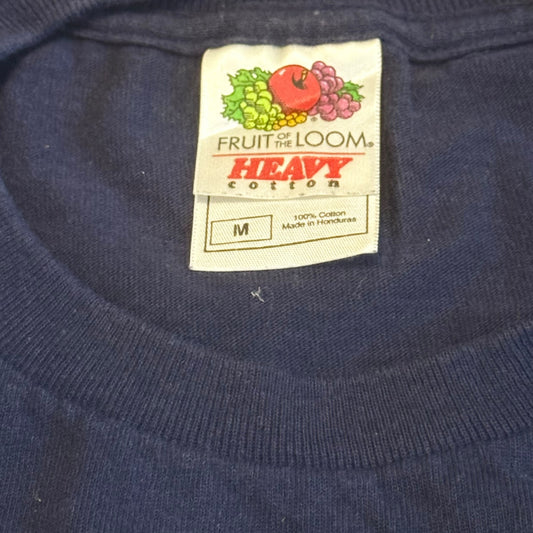 FRUIT OF THE LOOM®
HEAVY
cotton
M
100% Cotton
Made in Honduras